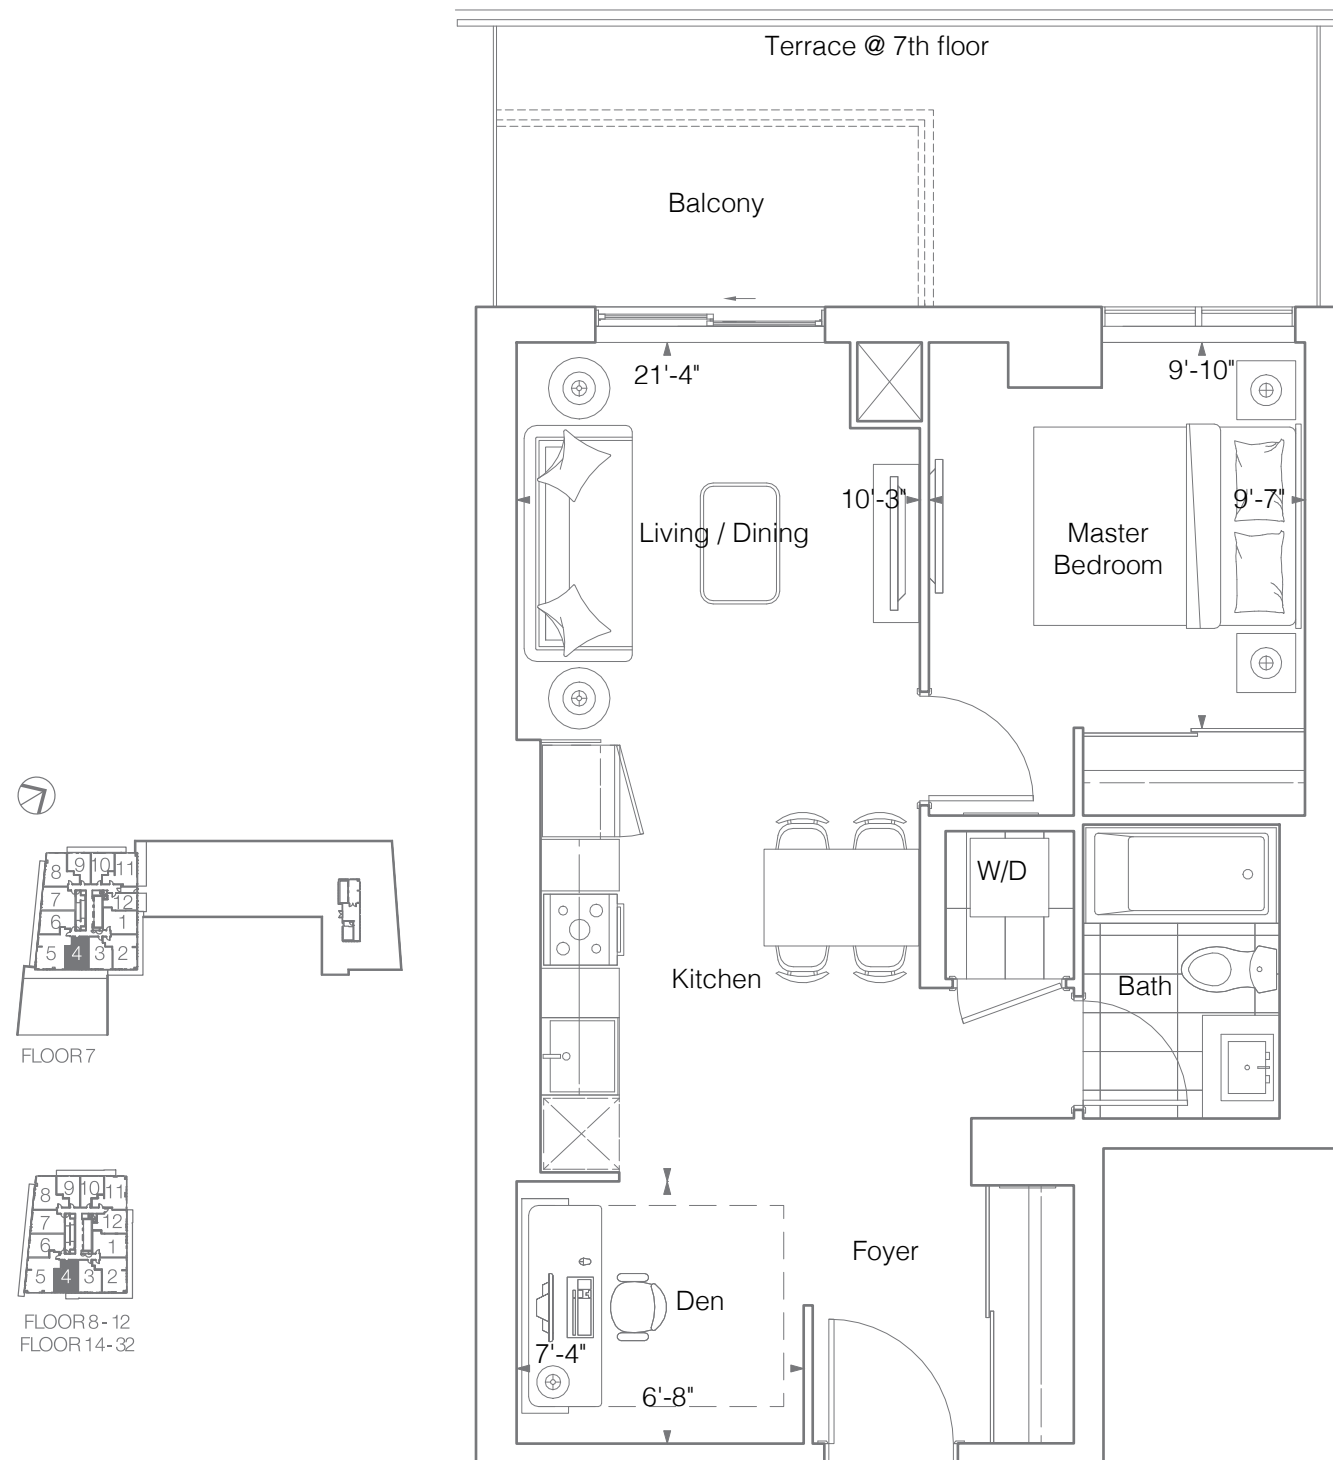 Terrace @ 7th floor
Balcony
21'-4"
9'-10"
10'-3"
9'-7"
Living / Dining
Master
Bedroom
W/D
Kitchen
Bath
Foyer
Den
7'-4"
6'-8"
8 9 10 11
7 12
6 1
5 4 3 2
FLOOR 7
8 9 10 11
7 12
6 1
5 4 3 2
FLOOR 8 - 12
FLOOR 14 - 32